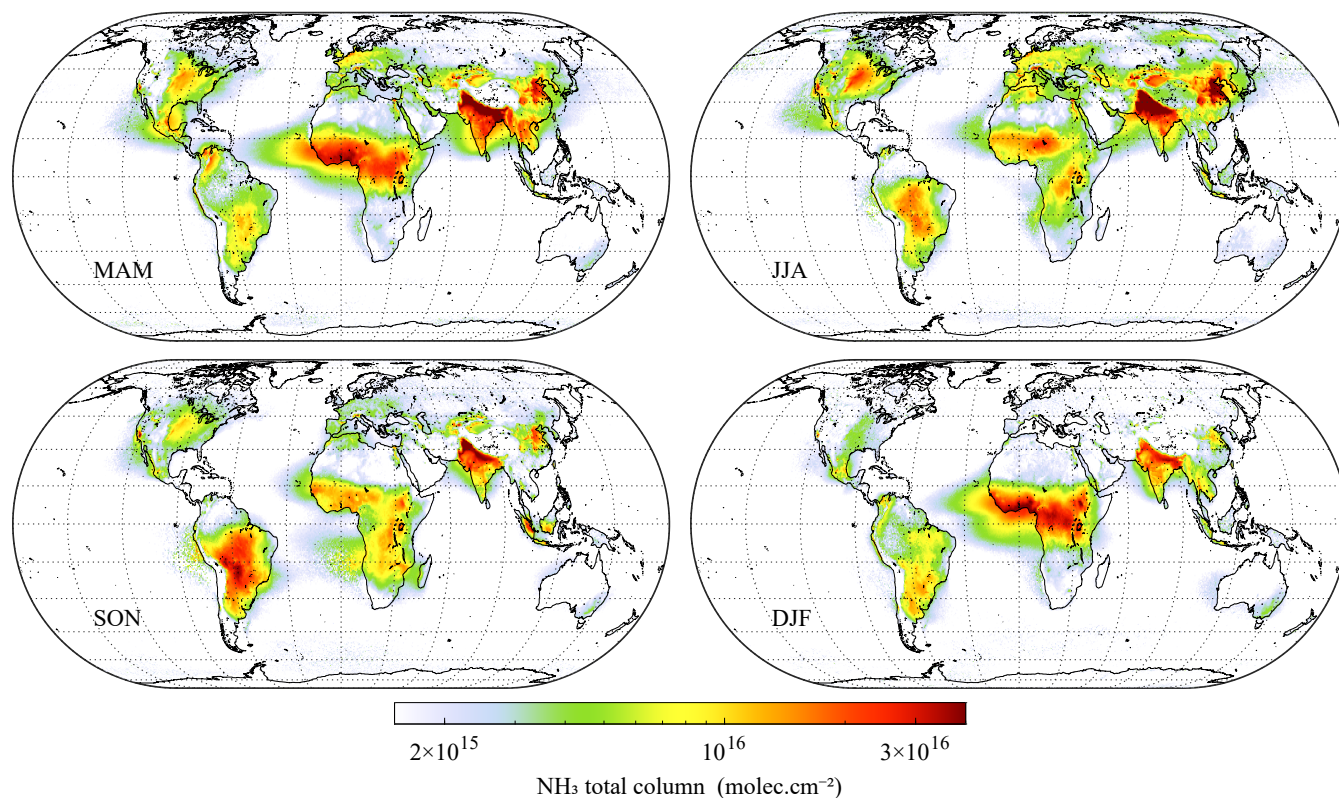 MAM
JJA
SON
DJF
2×10¹⁵
10¹⁶
3×10¹⁶
NH₃ total column (molec.cm⁻²)